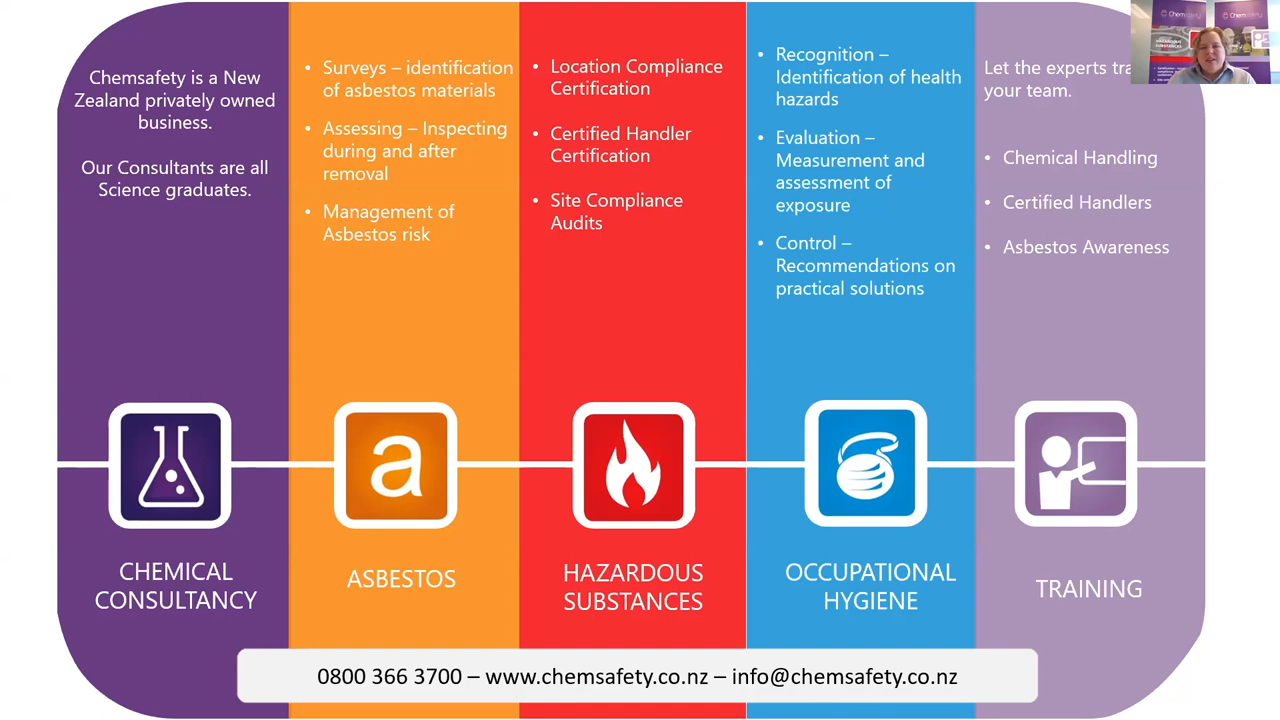 Chemsafety is a New
Zealand privately owned
business.
Our Consultants are all
Science graduates.
• Surveys – identification
of asbestos materials
• Assessing – Inspecting
during and after
removal
• Management of
Asbestos risk
• Location Compliance
Certification
• Certified Handler
Certification
• Site Compliance
Audits
• Recognition –
Identification of health
hazards
• Evaluation –
Measurement and
assessment of
exposure
• Control –
Recommendations on
practical solutions
Let the experts
your team.
• Chemical Handling
• Certified Handlers
• Asbestos Awareness
Chemsafety
Chemsafety
HAZARDOUS
SUBSTANCES
a
CHEMICAL
CONSULTANCY
ASBESTOS
HAZARDOUS
SUBSTANCES
OCCUPATIONAL
HYGIENE
TRAINING
0800 366 3700 – www.chemsafety.co.nz – info@chemsafety.co.nz